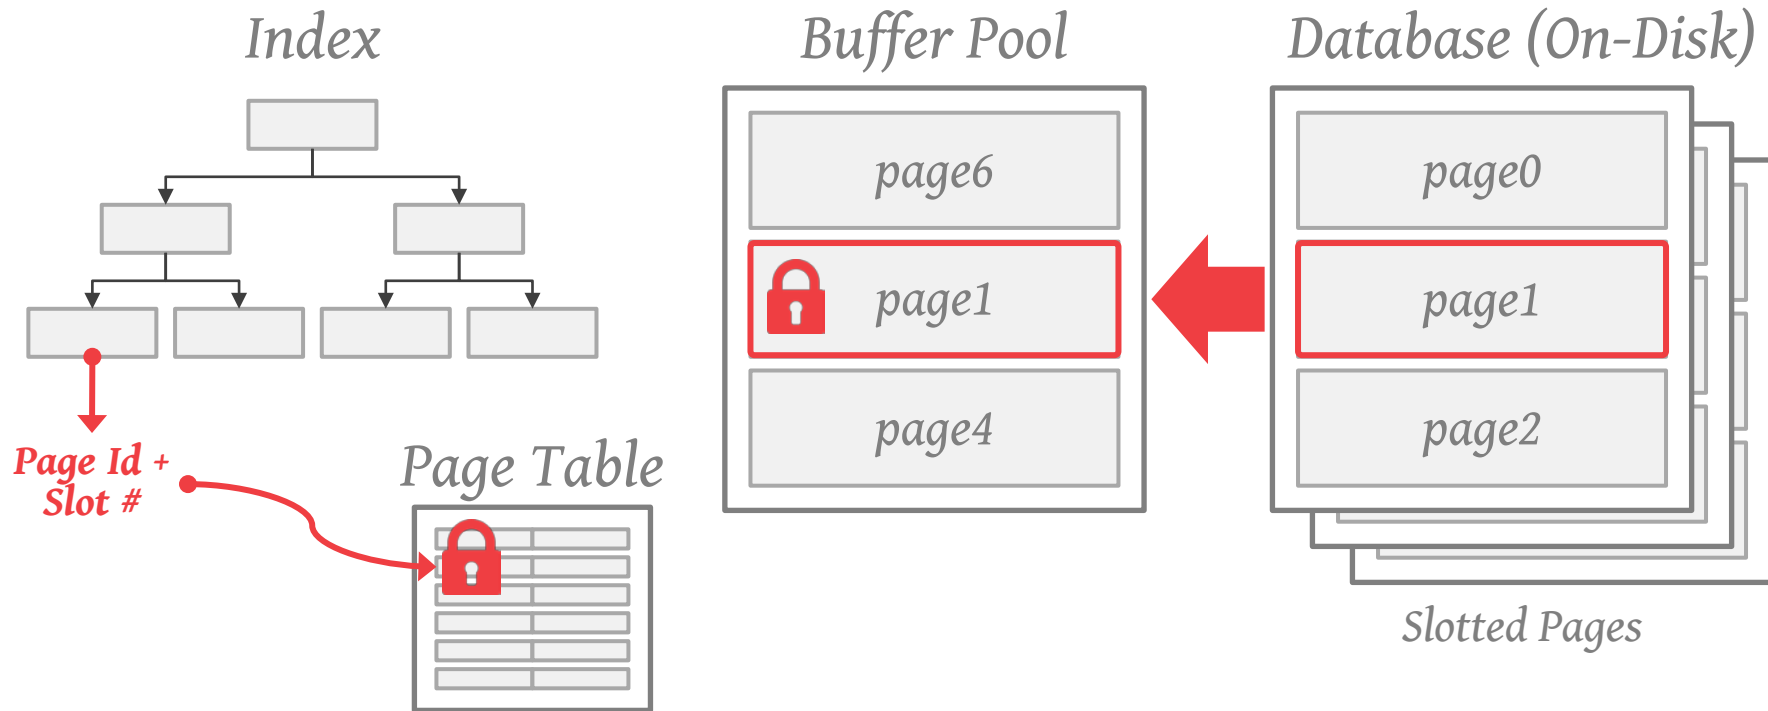 Index
Buffer Pool
Database (On-Disk)
page6
page0
page1
page1
page4
page2
Page Id +
Slot #
Page Table
Slotted Pages